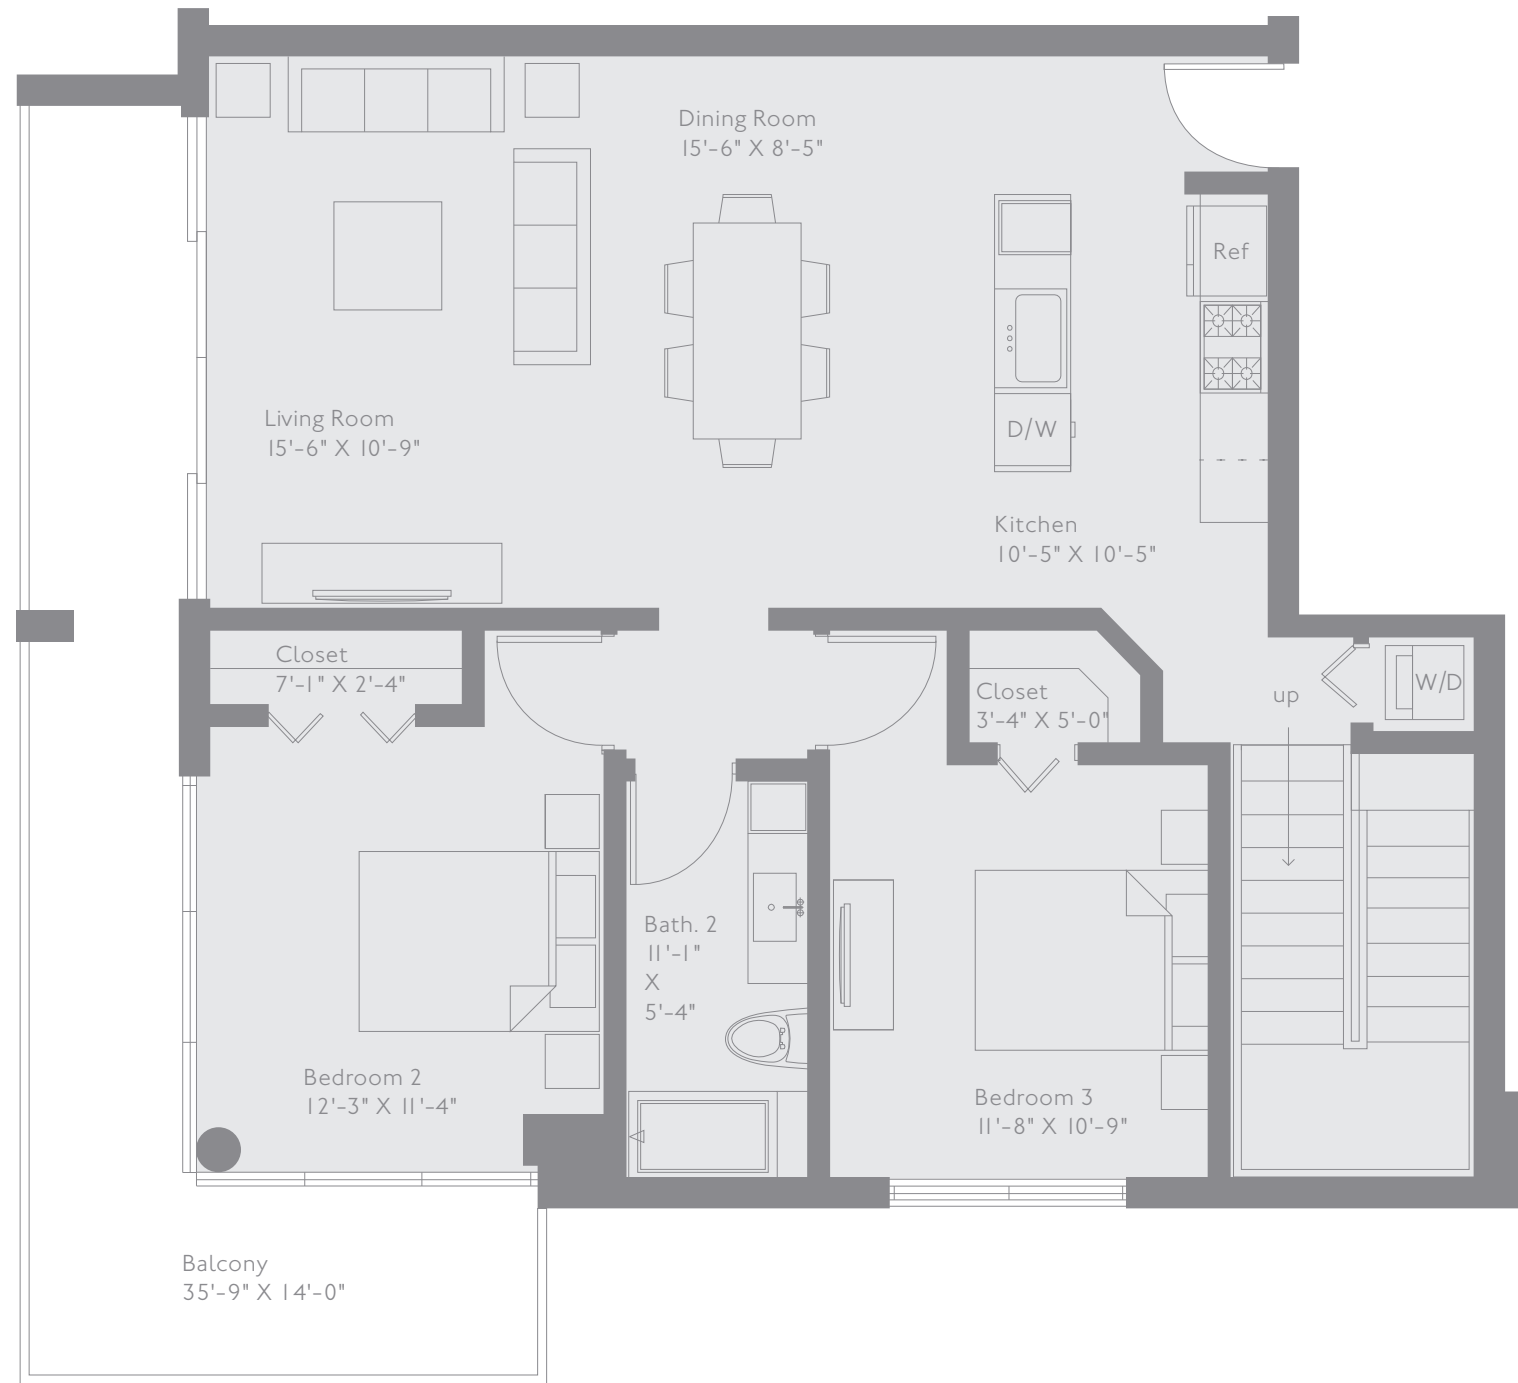 Dining Room
15'-6" X 8'-5"
Ref
Living Room
15'-6" X 10'-9"
D/W
Kitchen
10'-5" X 10'-5"
Closet
7'-1" X 2'-4"
Closet
3'-4" X 5'-0"
up
W/D
Bath. 2
11'-1"
X
5'-4"
Bedroom 2
12'-3" X 11'-4"
Bedroom 3
11'-8" X 10'-9"
Balcony
35'-9" X 14'-0"